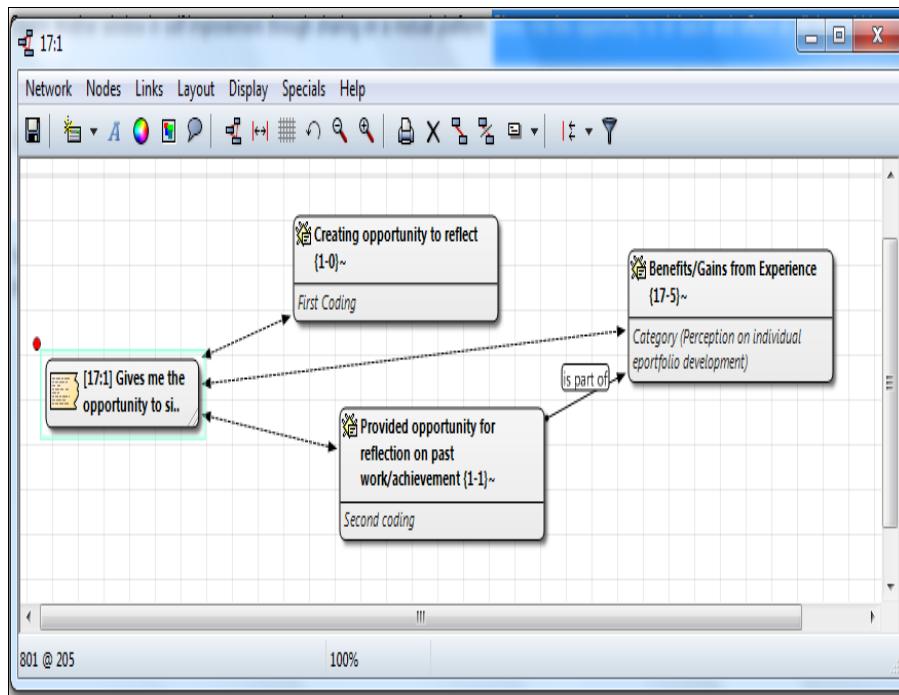 17:1
Network Nodes Links Layout Display Specials Help
Creating opportunity to reflect
{1-0}~
First Coding
Benefits/Gains from Experience
{17-5}~
Category (Perception on individual
eportfolio development)
[17:1] Gives me the
opportunity to si..
is part of
Provided opportunity for
reflection on past
work/achievement {1-1}~
Second coding
801 @ 205
100%